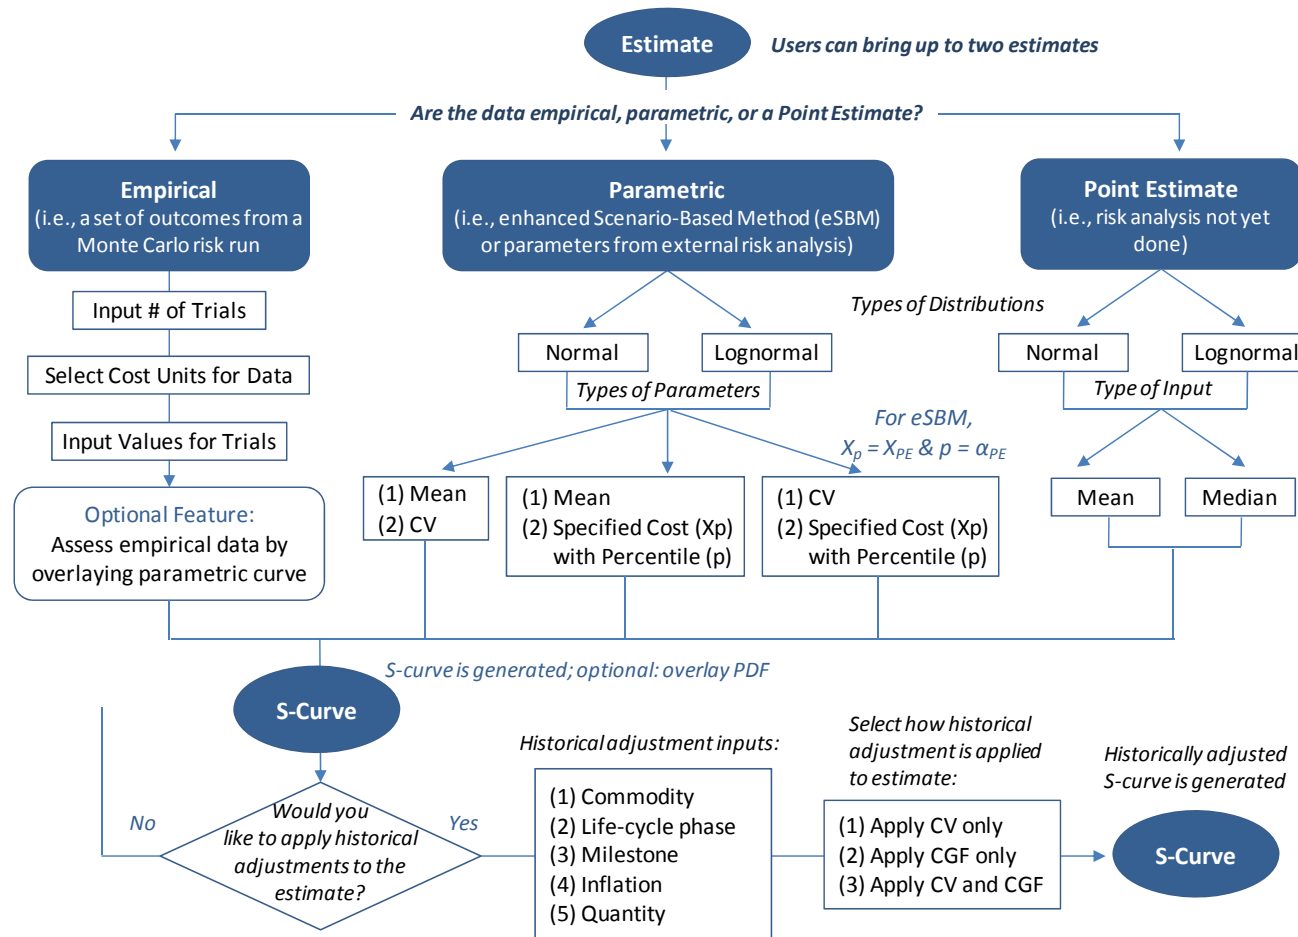 Estimate
Users can bring up to two estimates
Are the data empirical, parametric, or a Point Estimate?
Empirical
(i.e., a set of outcomes from a
Monte Carlo risk run
Parametric
(i.e., enhanced Scenario-Based Method (eSBM)
or parameters from external risk analysis)
Point Estimate
(i.e., risk analysis not yet
done)
Input # of Trials
Select Cost Units for Data
Input Values for Trials
Optional Feature:
Assess empirical data by
overlaying parametric curve
Types of Distributions
Normal
Lognormal
Types of Parameters
For eSBM,
Xp = XPE & p = αPE
(1) Mean
(2) CV
(1) Mean
(2) Specified Cost (Xp)
with Percentile (p)
(1) CV
(2) Specified Cost (Xp)
with Percentile (p)
Normal
Lognormal
Type of Input
Mean
Median
S-curve is generated; optional: overlay PDF
S-Curve
Would you
like to apply historical
adjustments to the
estimate?
No
Yes
Historical adjustment inputs:
(1) Commodity
(2) Life-cycle phase
(3) Milestone
(4) Inflation
(5) Quantity
Select how historical
adjustment is applied
to estimate:
(1) Apply CV only
(2) Apply CGF only
(3) Apply CV and CGF
Historically adjusted
S-curve is generated
S-Curve